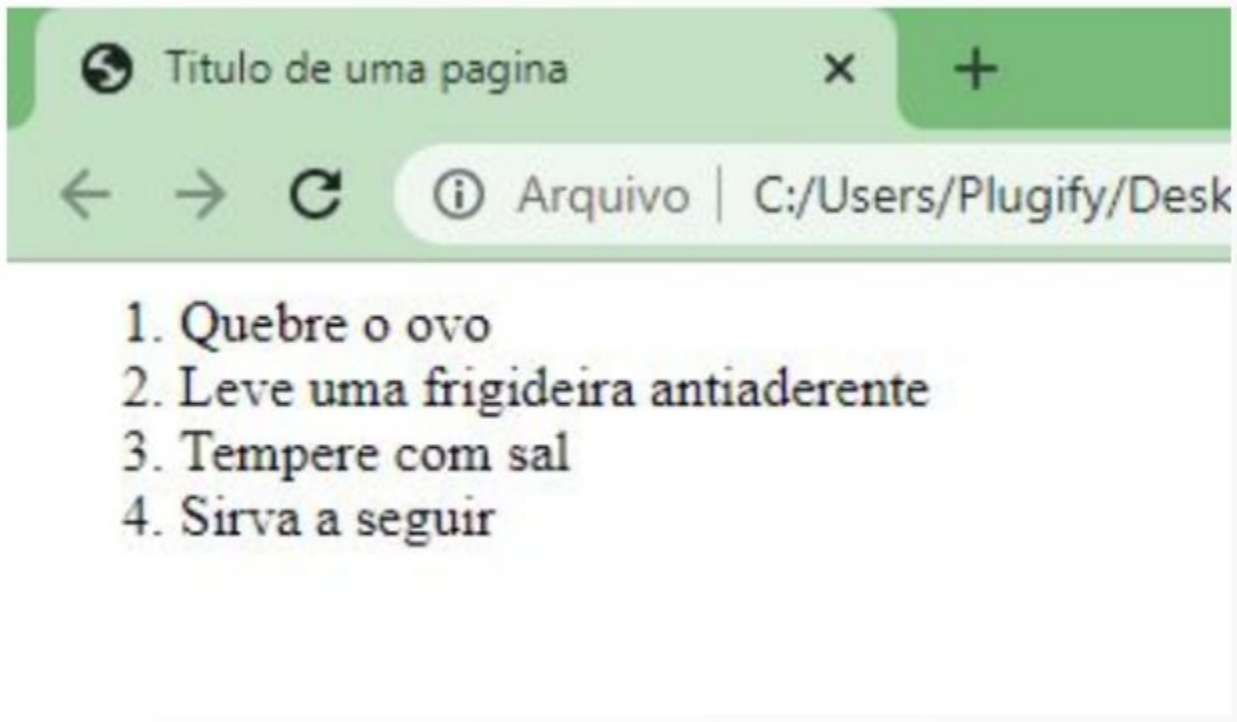 Titulo de uma pagina
Arquivo | C:/Users/Plugify/Desk
1. Quebre o ovo
2. Leve uma frigideira antiaderente
3. Tempere com sal
4. Sirva a seguir